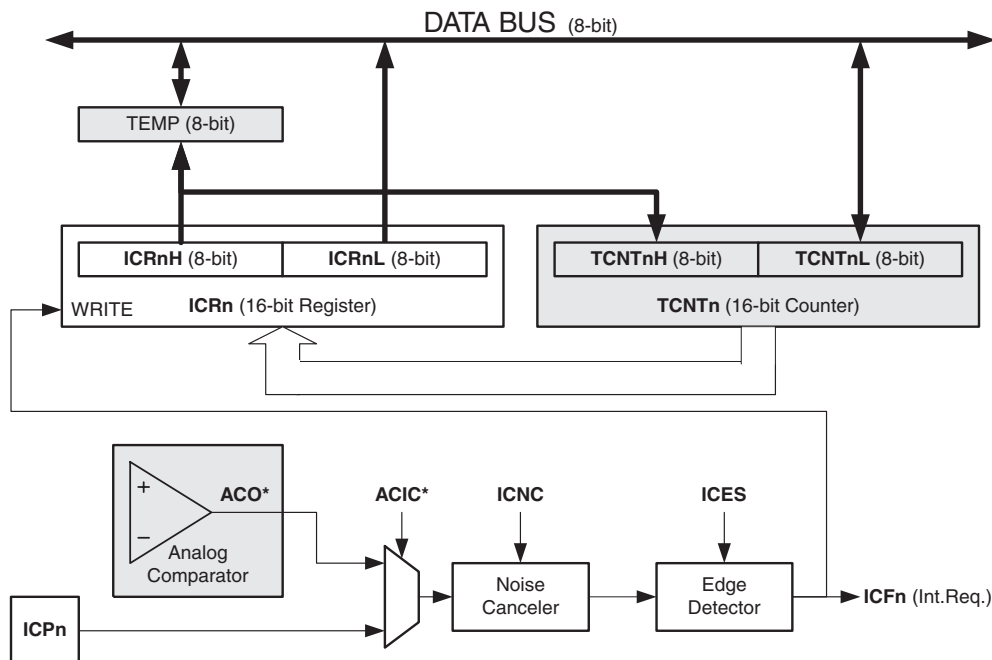 DATA BUS (8-bit)
TEMP (8-bit)
ICRnH (8-bit)
ICRnL (8-bit)
TCNTnH (8-bit)
TCNTnL (8-bit)
WRITE
ICRn (16-bit Register)
TCNTn (16-bit Counter)
+
−
ACO*
Analog
Comparator
ACIC*
ICNC
ICES
Noise
Canceler
Edge
Detector
ICFn (Int.Req.)
ICPn